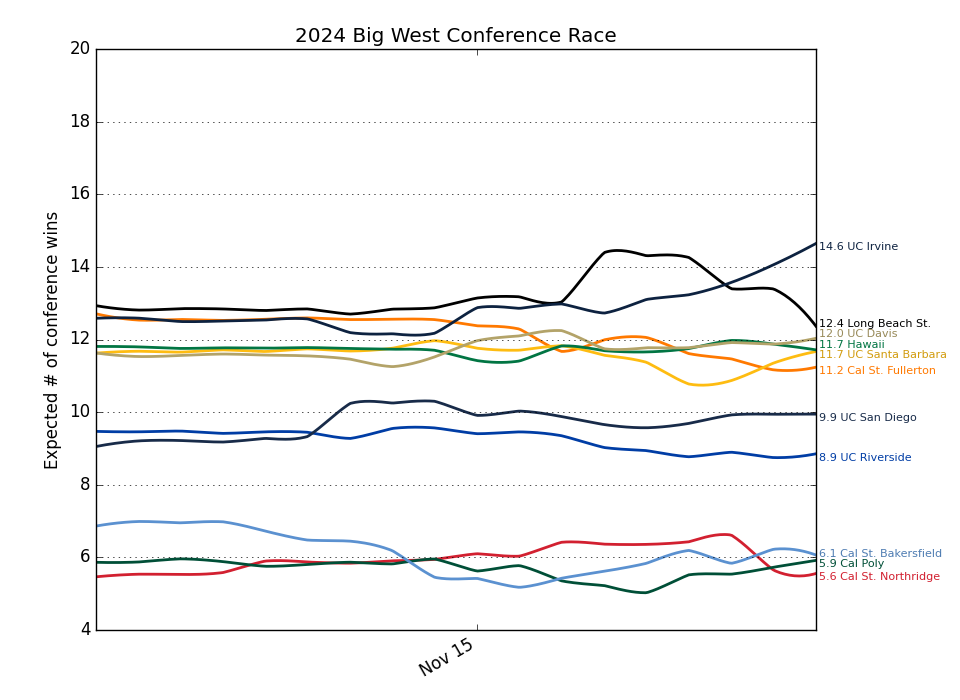 2024 Big West Conference Race
Expected # of conference wins
20
18
16
14
12
10
8
6
4
Nov 15
14.6 UC Irvine
12.4 Long Beach St.
12.0 UC Davis
11.7 Hawaii
11.7 UC Santa Barbara
11.2 Cal St. Fullerton
9.9 UC San Diego
8.9 UC Riverside
6.1 Cal St. Bakersfield
5.9 Cal Poly
5.6 Cal St. Northridge